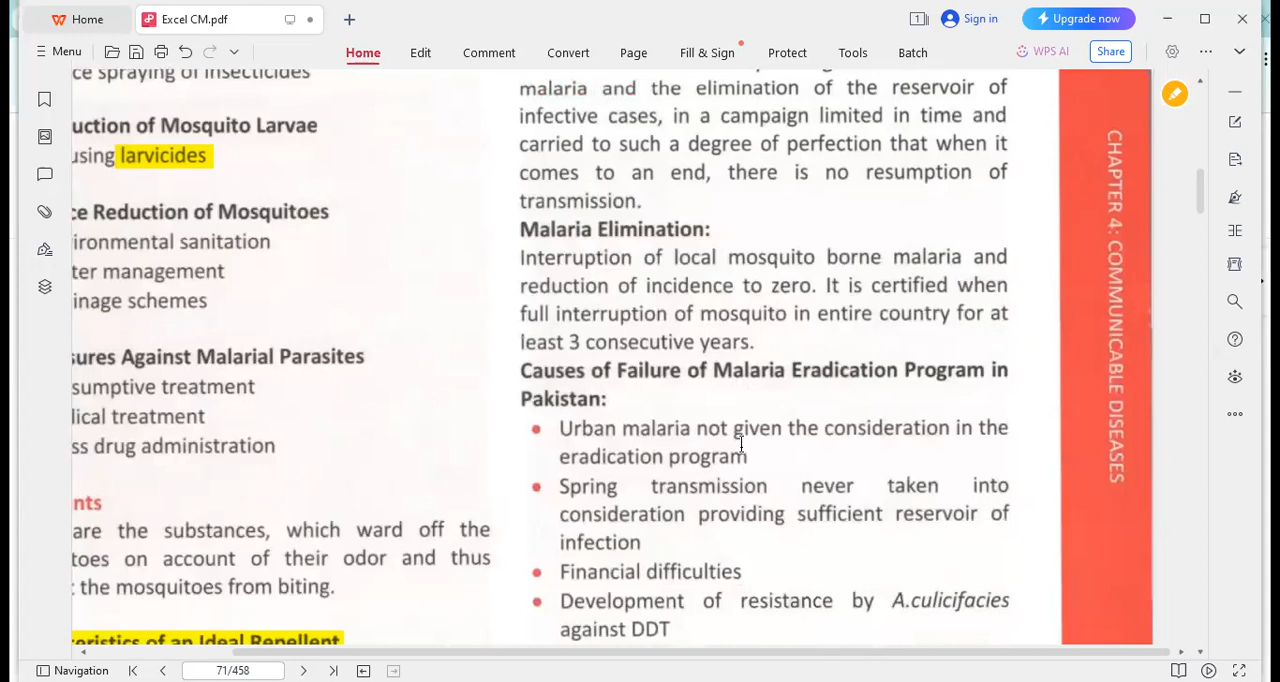 Home
Excel CM.pdf
Sign in
Upgrade now
Menu
Home
Edit
Comment
Convert
Page
Fill & Sign
Protect
Tools
Batch
WPS AI
Share
ce spraying of insecticides
uction of Mosquito Larvae
using larvicides
ce Reduction of Mosquitoes
ironmental sanitation
ter management
inage schemes
sures Against Malarial Parasites
sumptive treatment
lical treatment
ss drug administration
nts
are the substances, which ward off the
toes on account of their odor and thus
the mosquitoes from biting.
eristics of an Ideal Repellent
malaria and the elimination of the reservoir of
infective cases, in a campaign limited in time and
carried to such a degree of perfection that when it
comes to an end, there is no resumption of
transmission.
Malaria Elimination:
Interruption of local mosquito borne malaria and
reduction of incidence to zero. It is certified when
full interruption of mosquito in entire country for at
least 3 consecutive years.
Causes of Failure of Malaria Eradication Program in
Pakistan:
• Urban malaria not given the consideration in the
eradication program
• Spring transmission never taken into
consideration providing sufficient reservoir of
infection
• Financial difficulties
• Development of resistance by A.culicifacies
against DDT
CHAPTER 4: COMMUNICABLE DISEASES
Navigation
71/458